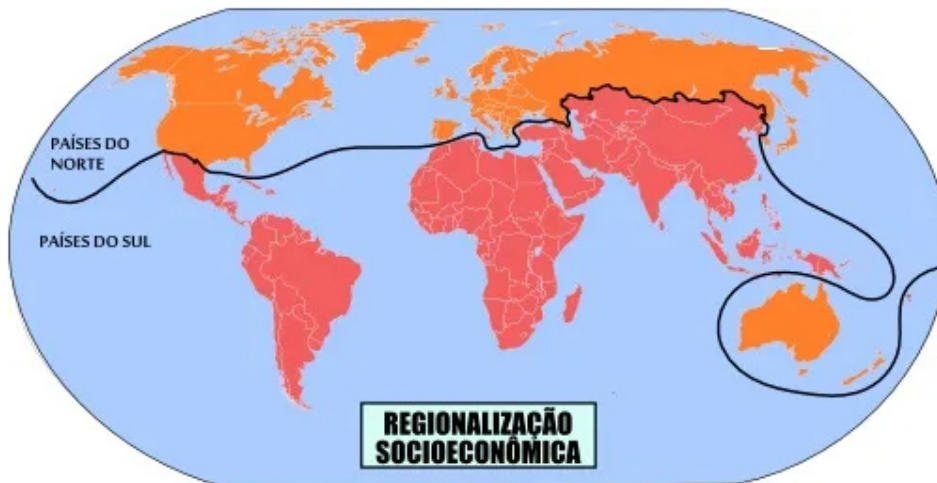 PAÍSES DO
NORTE
PAÍSES DO SUL
REGIONALIZAÇÃO
SOCIOECONÔMICA